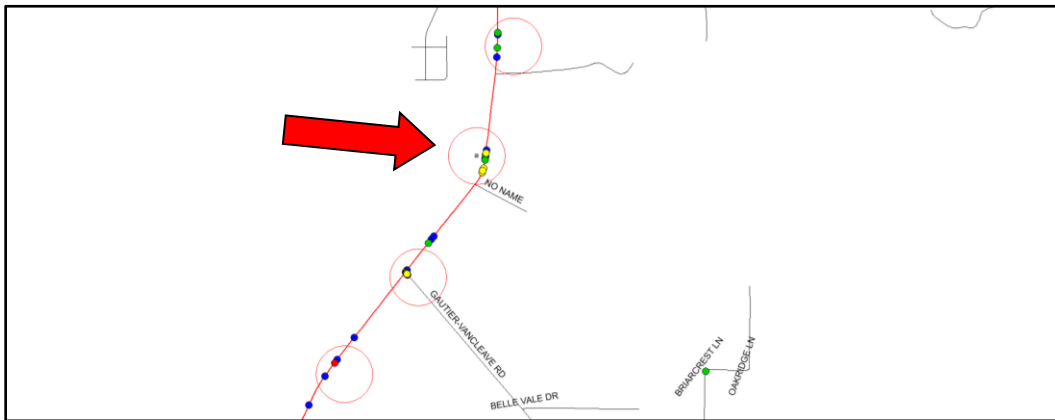 NO NAME
GAUTIER-VANCLEAVE RD
BRIARCREST LN
OAKRIDGE LN
BELLE VALE DR